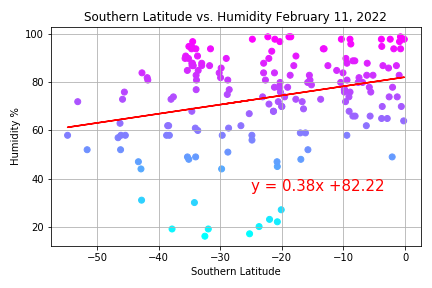 Southern Latitude vs. Humidity February 11, 2022
Humidity %
100
80
60
40
20
y = 0.38x +82.22
−50
−40
−30
−20
−10
0
Southern Latitude